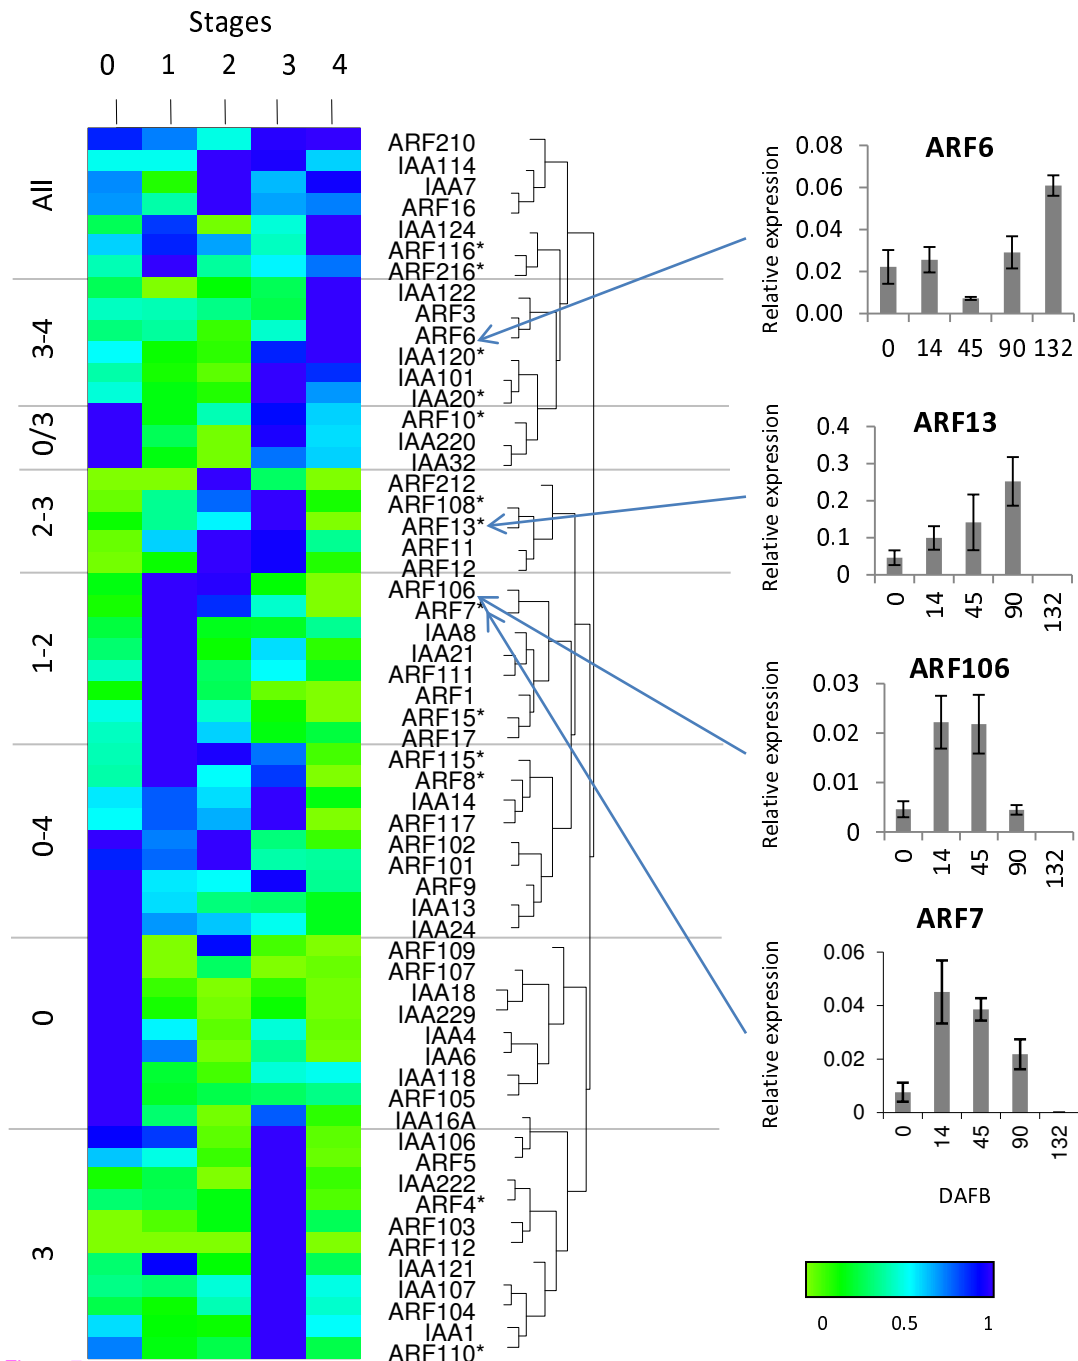 Stages
0 1 2 3 4
All
3-4
0/3
2-3
1-2
0-4
0
3
ARF210
IAA114
IAA7
ARF16
IAA124
ARF116*
ARF216*
IAA122
ARF3
ARF6
IAA120*
IAA101
IAA20*
ARF10*
IAA220
IAA32
ARF212
ARF108*
ARF13*
ARF11
ARF12
ARF106
ARF7*
IAA8
IAA21
ARF111
ARF1
ARF15*
ARF17
ARF115*
ARF8*
IAA14
ARF117
ARF102
ARF101
ARF9
IAA13
IAA24
ARF109
ARF107
IAA18
IAA229
IAA4
IAA6
IAA118
ARF105
IAA16A
IAA106
ARF5
IAA222
ARF4*
ARF103
ARF112
IAA121
IAA107
ARF104
IAA1
ARF110*
ARF6
Relative expression
0.08
0.06
0.04
0.02
0.00
0 14 45 90 132
ARF13
Relative expression
0.4
0.3
0.2
0.1
0
0 14 45 90 132
ARF106
Relative expression
0.03
0.02
0.01
0
0 14 45 90 132
ARF7
Relative expression
0.06
0.04
0.02
0
0 14 45 90 132
DAFB
0 0.5 1